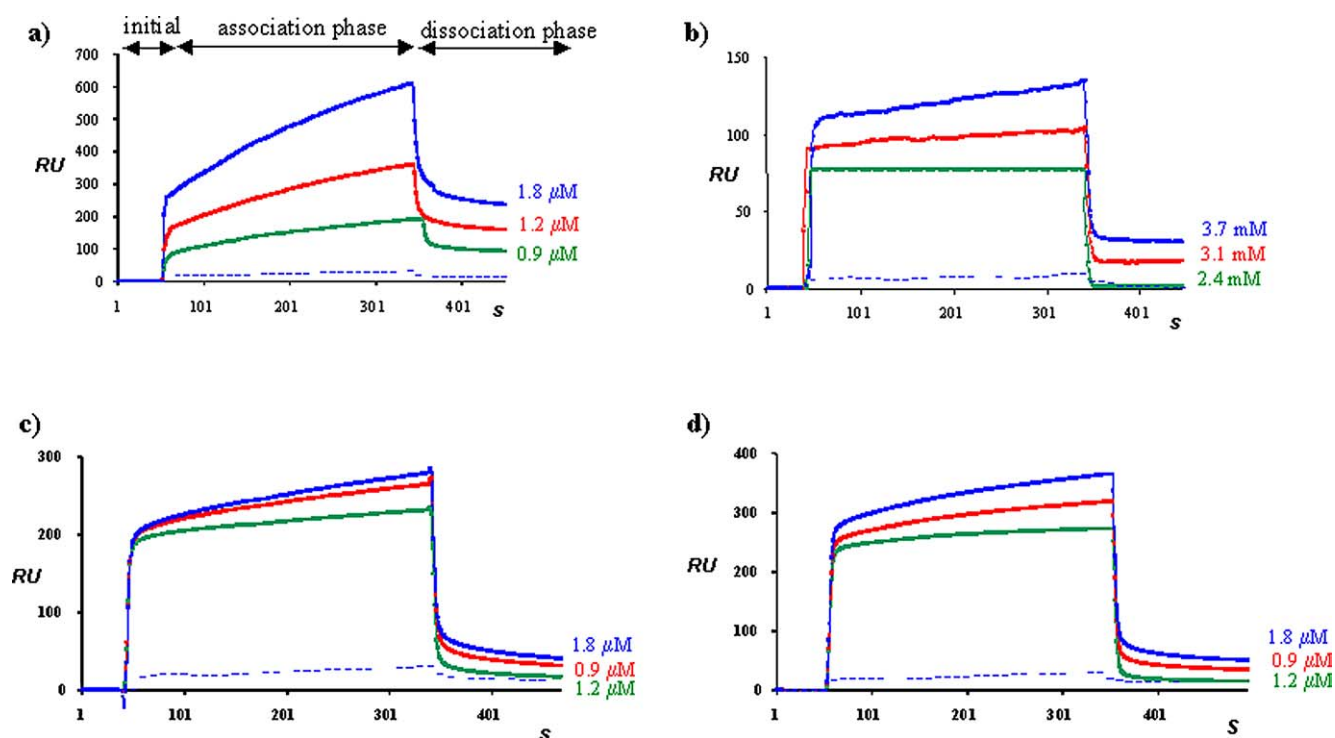 initial association phase dissociation phase
a)
700
600
500
400
300
200
100
0
RU
1 101 201 301 401
s
1.8 µM
1.2 µM
0.9 µM
b)
150
100
50
0
RU
1 101 201 301 401
s
3.7 mM
3.1 mM
2.4 mM
c)
300
200
100
0
RU
1 101 201 301 401
s
1.8 µM
0.9 µM
1.2 µM
d)
400
300
200
100
0
RU
1 101 201 301 401
s
1.8 µM
0.9 µM
1.2 µM